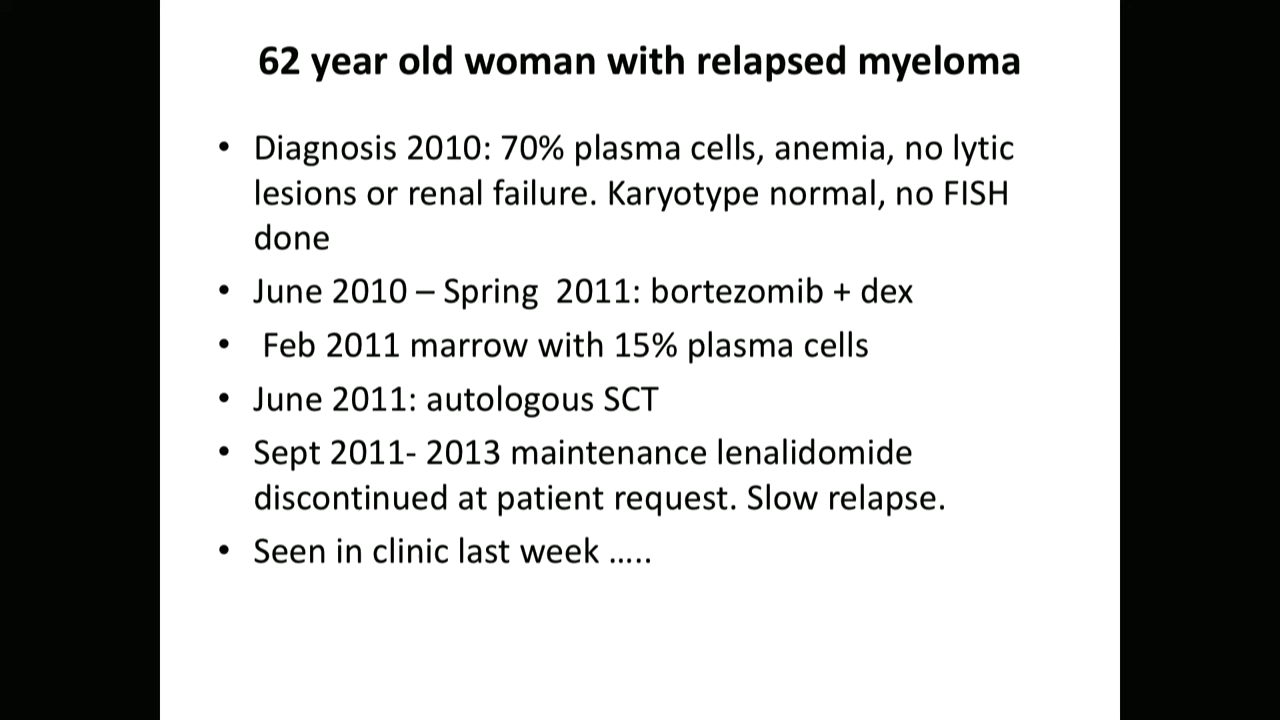 62 year old woman with relapsed myeloma
• Diagnosis 2010: 70% plasma cells, anemia, no lytic
lesions or renal failure. Karyotype normal, no FISH
done
• June 2010 – Spring  2011: bortezomib + dex
•  Feb 2011 marrow with 15% plasma cells
• June 2011: autologous SCT
• Sept 2011- 2013 maintenance lenalidomide
discontinued at patient request. Slow relapse.
• Seen in clinic last week .....